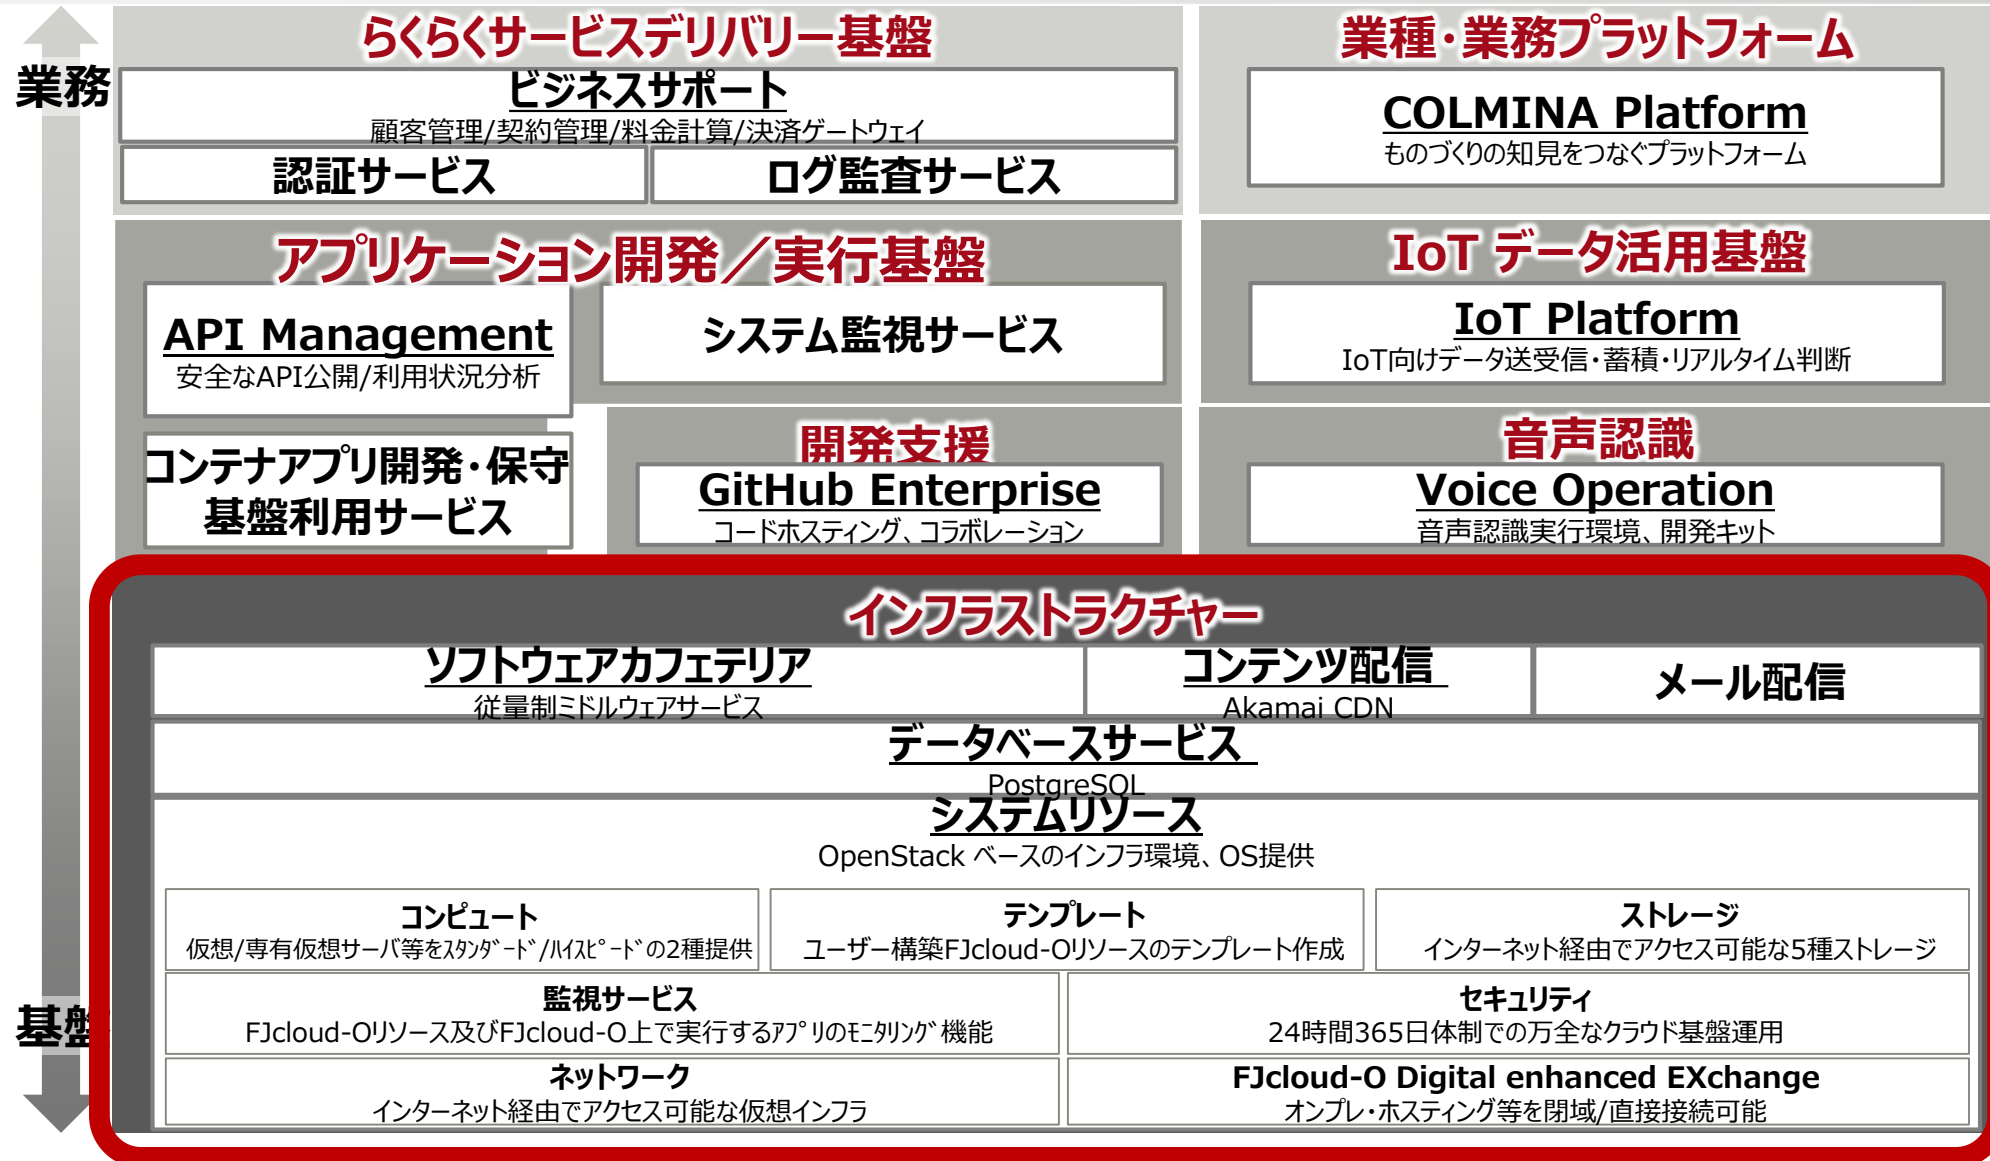 業務
らくらくサービスデリバリー基盤
ビジネスサポート
顧客管理/契約管理/料金計算/決済ゲートウェイ
認証サービス
ログ監査サービス
業種・業務プラットフォーム
COLMINA Platform
ものづくりの知見をつなぐプラットフォーム
アプリケーション開発／実行基盤
API Management
安全なAPI公開/利用状況分析
システム監視サービス
コンテナアプリ開発・保守
基盤利用サービス
IoT データ活用基盤
IoT Platform
IoT向けデータ送受信・蓄積・リアルタイム判断
開発支援
GitHub Enterprise
コードホスティング、コラボレーション
音声認識
Voice Operation
音声認識実行環境、開発キット
インフラストラクチャー
ソフトウェアカフェテリア
従量制ミドルウェアサービス
コンテンツ配信
Akamai CDN
メール配信
データベースサービス
PostgreSQL
システムリソース
OpenStack ベースのインフラ環境、OS提供
コンピュート
仮想/専有仮想サーバ等をｽﾀﾝﾀﾞｰﾄﾞ/ﾊｲｽﾋﾟｰﾄﾞの2種提供
テンプレート
ユーザー構築FJcloud-Oリソースのテンプレート作成
ストレージ
インターネット経由でアクセス可能な5種ストレージ
監視サービス
FJcloud-Oリソース及びFJcloud-O上で実行するｱﾌﾟﾘのﾓﾆﾀﾘﾝｸﾞ機能
セキュリティ
24時間365日体制での万全なクラウド基盤運用
ネットワーク
インターネット経由でアクセス可能な仮想インフラ
FJcloud-O Digital enhanced EXchange
オンプレ・ホスティング等を閉域/直接接続可能
基盤